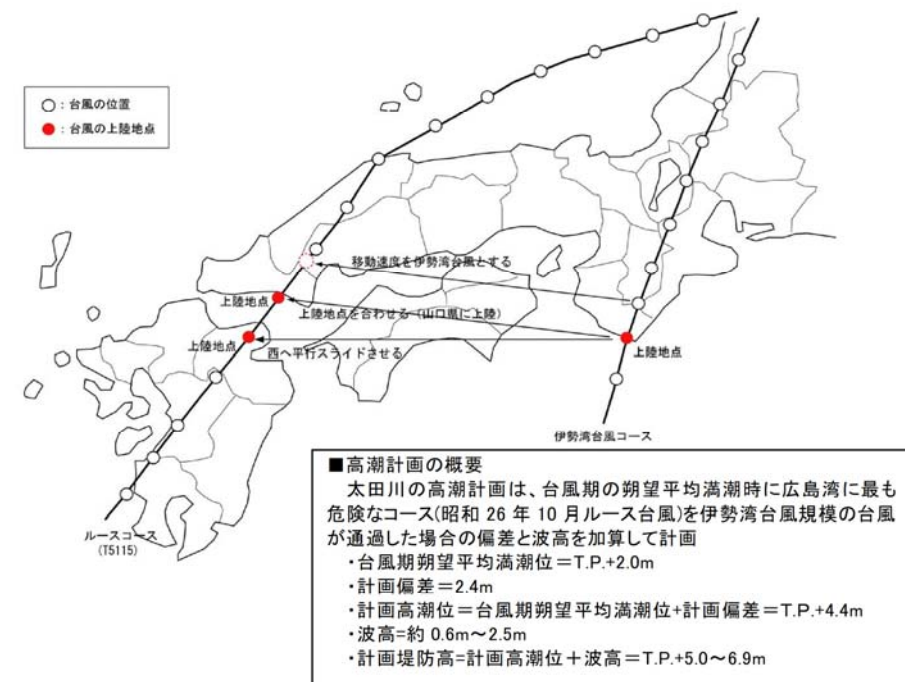 ○：台風の位置
●：台風の上陸地点
移動速度を伊勢湾台風とする
上陸地点
上陸地点を合わせる（山口県に上陸）
上陸地点
西へ平行スライドさせる
上陸地点
伊勢湾台風コース
ルースコース
(T5115)
■高潮計画の概要
太田川の高潮計画は、台風期の朔望平均満潮時に広島湾に最も
危険なコース(昭和 26 年 10 月ルース台風)を伊勢湾台風規模の台風
が通過した場合の偏差と波高を加算して計画
・台風期朔望平均満潮位＝T.P.+2.0m
・計画偏差＝2.4m
・計画高潮位＝台風期朔望平均満潮位+計画偏差＝T.P.+4.4m
・波高=約 0.6m～2.5m
・計画堤防高=計画高潮位＋波高＝T.P.+5.0～6.9m